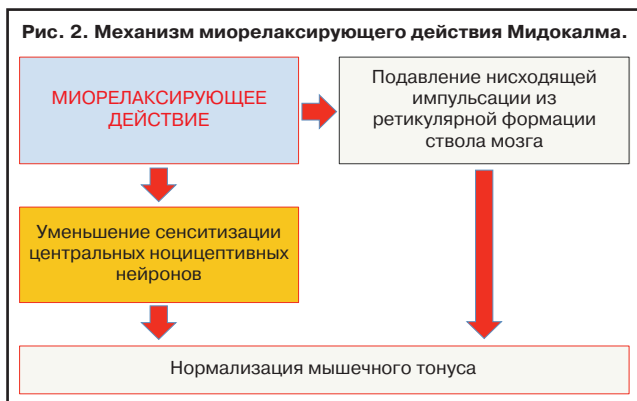 Рис. 2. Механизм миорелаксирующего действия Мидокалма.
МИОРЕЛАКСИРУЮЩЕЕ
ДЕЙСТВИЕ
Подавление нисходящей
импульсации из
ретикулярной формации
ствола мозга
Уменьшение сенситизации
центральных ноцицептивных
нейронов
Нормализация мышечного тонуса